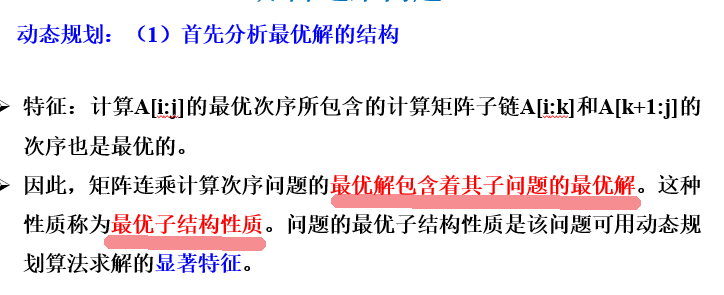 动态规划：（1）首先分析最优解的结构
特征：计算A[i:j]的最优次序所包含的计算矩阵子链A[i:k]和A[k+1:j]的
次序也是最优的。
因此，矩阵连乘计算次序问题的最优解包含着其子问题的最优解。这种
性质称为最优子结构性质。问题的最优子结构性质是该问题可用动态规
划算法求解的显著特征。